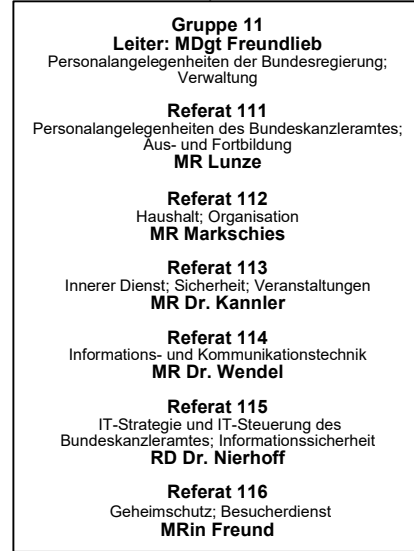 Gruppe 11
Leiter: MDgt Freundlieb
Personalangelegenheiten der Bundesregierung;
Verwaltung
Referat 111
Personalangelegenheiten des Bundeskanzleramtes;
Aus- und Fortbildung
MR Lunze
Referat 112
Haushalt; Organisation
MR Markschies
Referat 113
Innerer Dienst; Sicherheit; Veranstaltungen
MR Dr. Kannler
Referat 114
Informations- und Kommunikationstechnik
MR Dr. Wendel
Referat 115
IT-Strategie und IT-Steuerung des
Bundeskanzleramtes; Informationssicherheit
RD Dr. Nierhoff
Referat 116
Geheimschutz; Besucherdienst
MRin Freund